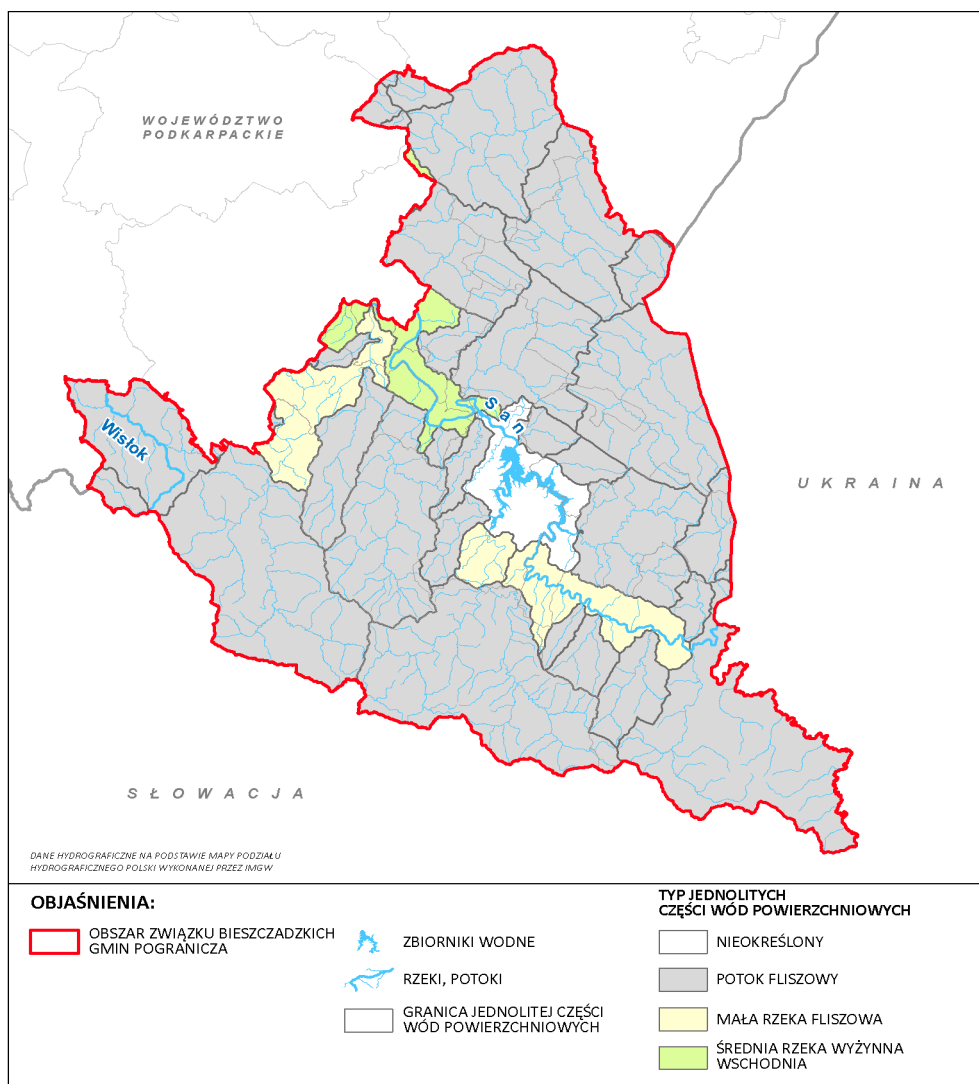 WOJEWÓDZTWO
PODKARPACKIE
San
Wisłok
UKRAINA
SŁOWACJA
DANE HYDROGRAFICZNE NA PODSTAWIE MAPY PODZIAŁU
HYDROGRAFICZNEGO POLSKI WYKONANEJ PRZEZ IMGW
OBJAŚNIENIA:
OBSZAR ZWIĄZKU BIESZCZADZKICH
GMIN POGRANICZA
ZBIORNIKI WODNE
RZEKI, POTOKI
GRANICA JEDNOLITEJ CZĘŚCI
WÓD POWIERZCHNIOWYCH
TYP JEDNOLITYCH
CZĘŚCI WÓD POWIERZCHNIOWYCH
NIEOKREŚLONY
POTOK FLISZOWY
MAŁA RZEKA FLISZOWA
ŚREDNIA RZEKA WYŻYNNA
WSCHODNIA